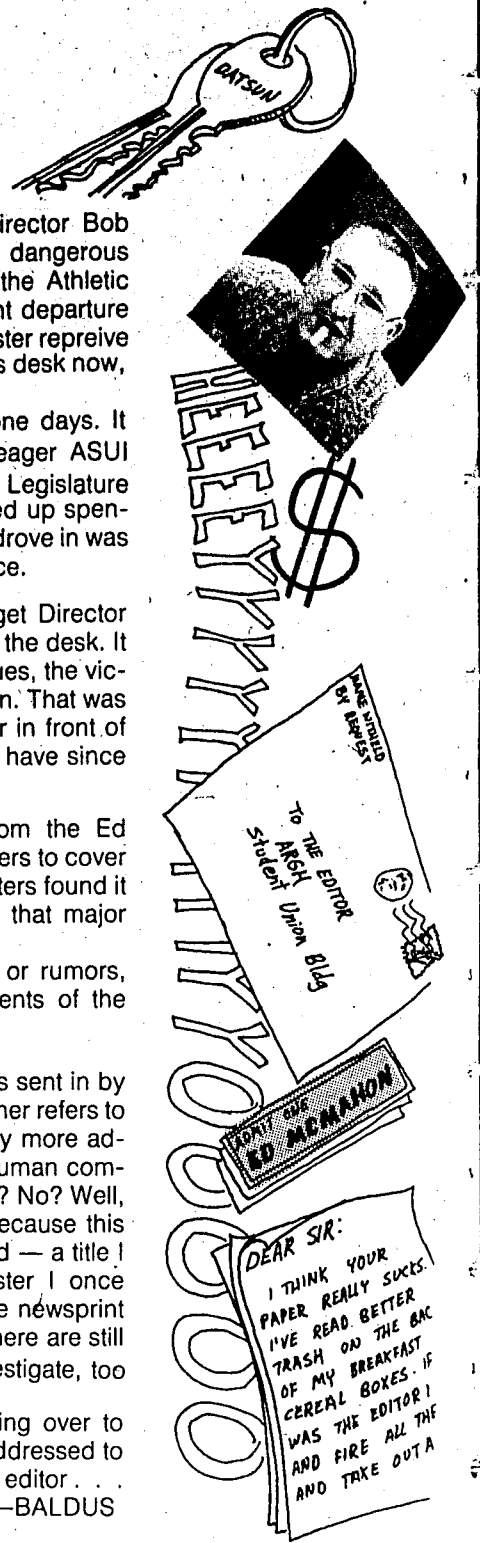 DATSUN
irector Bob
dangerous
the Athletic
nt departure
ster repreive
s desk now,
one days. It
eager ASUI
Legislature
ed up spen-
drove in was
ce.
get Director
the desk. It
ues, the vic-
n. That was
r in front of
have since
om the Ed
ers to cover
ters found it
that major
or rumors,
ents of the
s sent in by
ner refers to
y more ad-
uman com-
? No? Well,
ecause this
d — a title I
ster I once
e newsprint
here are still
estigate, too
ing over to
ddressed to
editor . . .
—BALDUS
HEEEEYYYYYYYYYOOOOO
$
NAME WITHELD
BY REQUEST
TO THE EDITOR
ARGH
Student Union Bldg
ADMIT ONE
ED MCMAHON
DEAR SIR:
I THINK YOUR
PAPER REALLY SUCKS.
I'VE READ BETTER
TRASH ON THE BAC
OF MY BREAKFAST
CEREAL BOXES. IF
WAS THE EDITOR I
AND FIRE ALL THE
AND TAKE OUT A